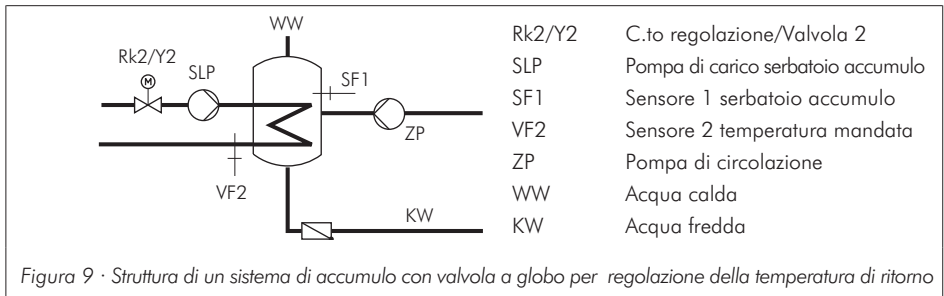 WW
Rk2/Y2
M
SLP
SF1
ZP
VF2
KW
Rk2/Y2 C.to regolazione/Valvola 2
SLP Pompa di carico serbatoio accumulo
SF1 Sensore 1 serbatoio accumulo
VF2 Sensore 2 temperatura mandata
ZP Pompa di circolazione
WW Acqua calda
KW Acqua fredda
Figura 9 · Struttura di un sistema di accumulo con valvola a globo per regolazione della temperatura di ritorno